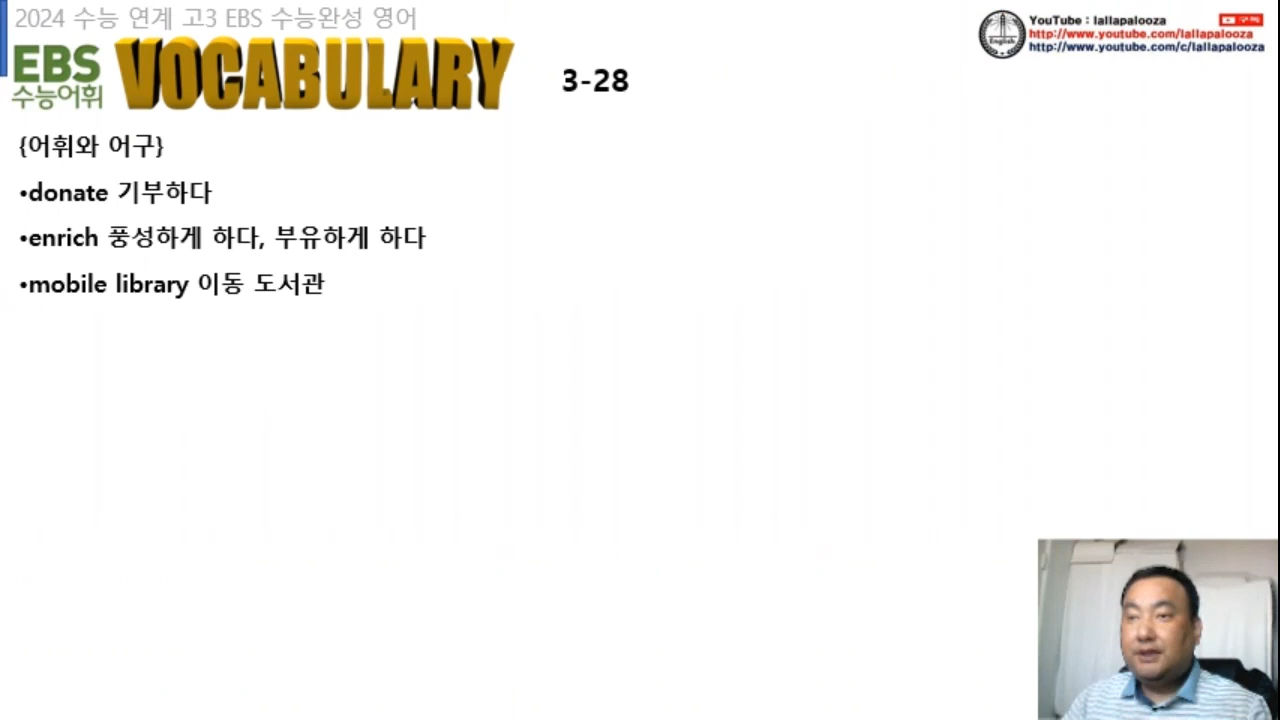 2024 수능 연계 고3 EBS 수능완성 영어
EBS
수능어휘
VOCABULARY
3-28
YouTube : lallapalooza
구독
http://www.youtube.com/lallapalooza
http://www.youtube.com/c/lallapalooza
English
{어휘와 어구}
•donate 기부하다
•enrich 풍성하게 하다, 부유하게 하다
•mobile library 이동 도서관